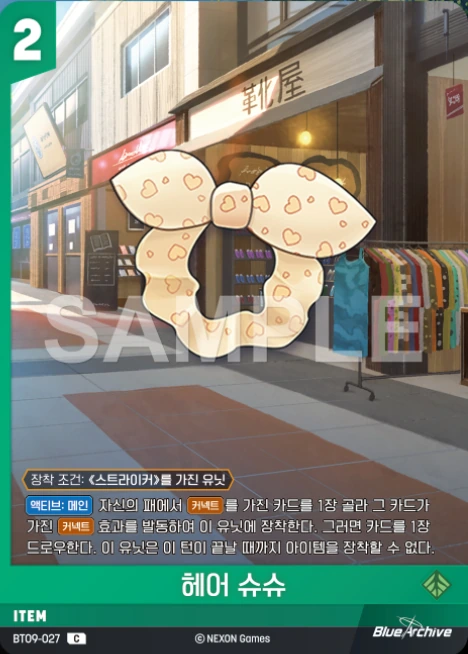 2
靴屋
SAMPLE
장착 조건: 《스트라이커》를 가진 유닛
액티브: 메인 자신의 패에서 커넥트 를 가진 카드를 1장 골라 그 카드가
가진 커넥트 효과를 발동하여 이 유닛에 장착한다. 그러면 카드를 1장
드로우한다. 이 유닛은 이 턴이 끝날 때까지 아이템을 장착할 수 없다.
헤어 슈슈
ITEM
BT09-027 C
© NEXON Games
Blue Archive